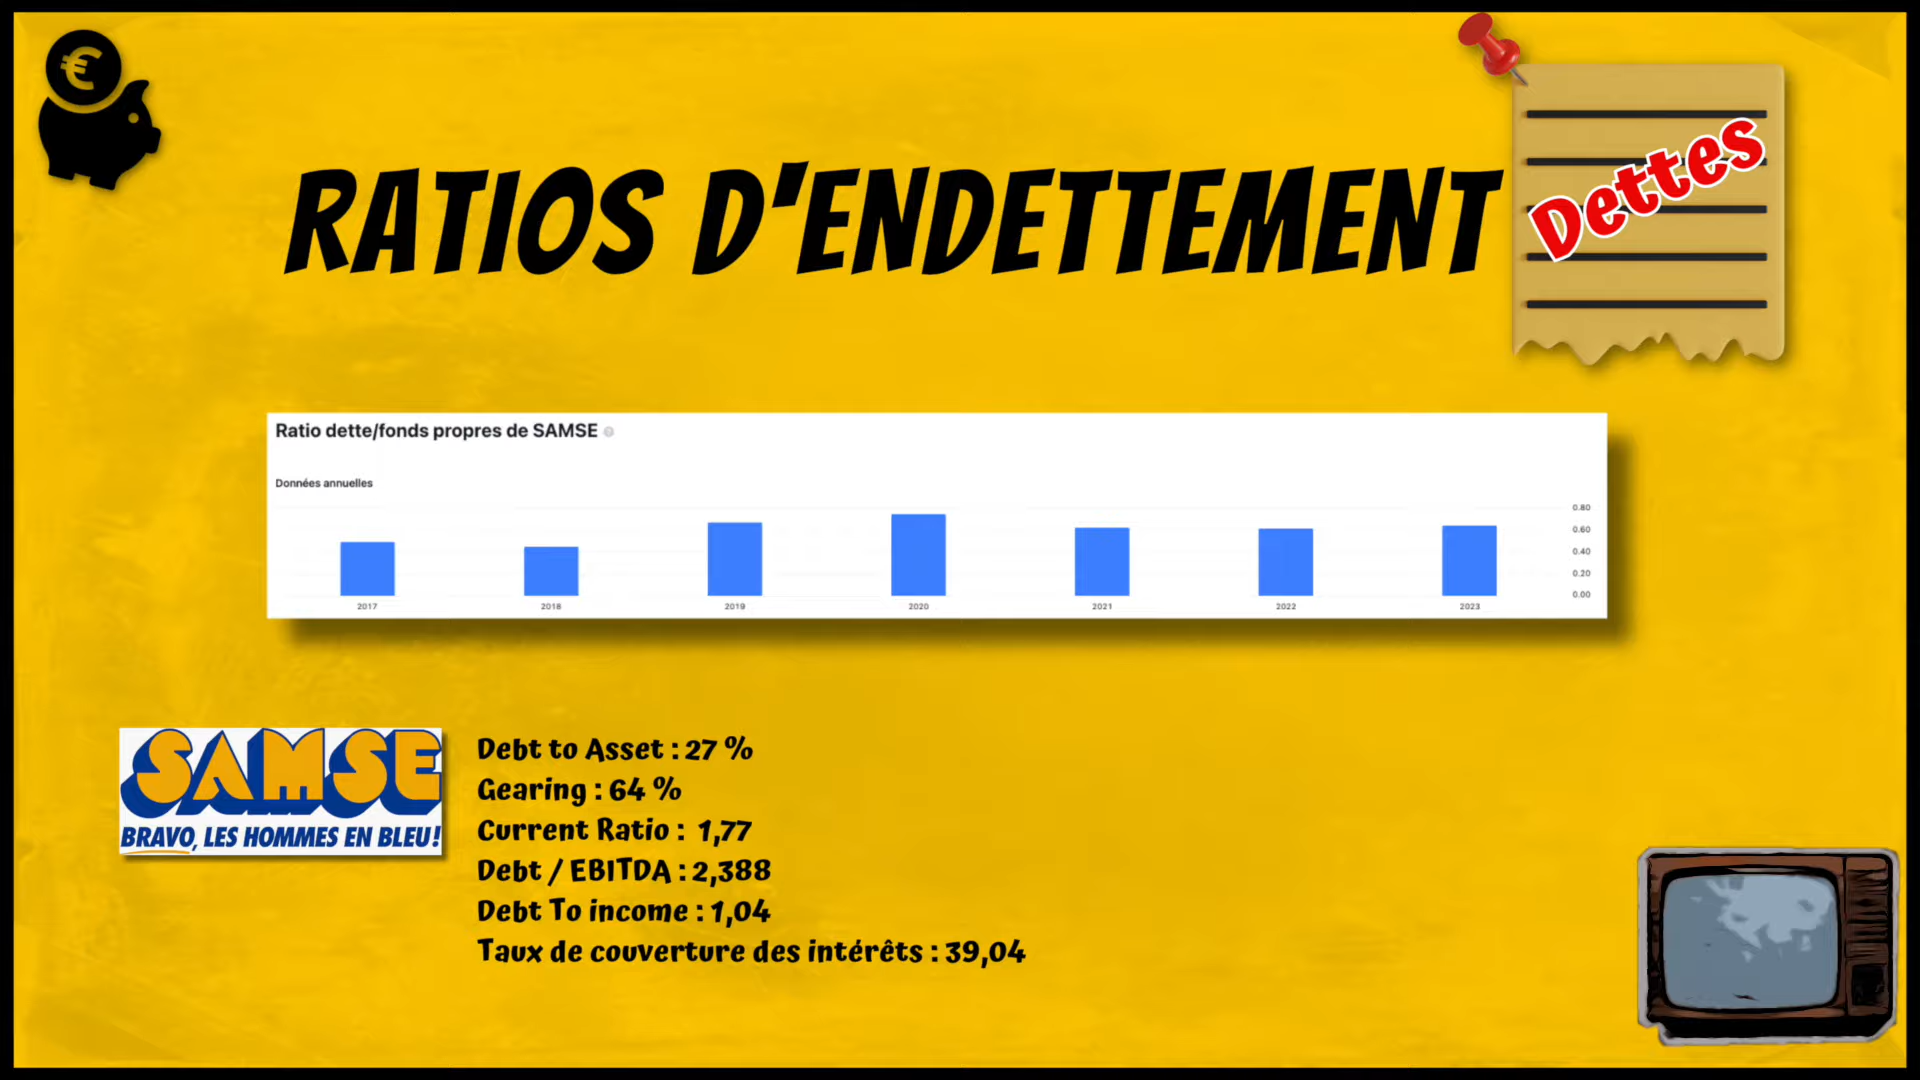 €
RATIOS D'ENDETTEMENT
Dettes
Ratio dette/fonds propres de SAMSE
Données annuelles
0.80
0.60
0.40
0.20
0.00
2017 2018 2019 2020 2021 2022 2023
SAMSE
BRAVO, LES HOMMES EN BLEU!
Debt to Asset : 27 %
Gearing : 64 %
Current Ratio : 1,77
Debt / EBITDA : 2,388
Debt To income : 1,04
Taux de couverture des intérêts : 39,04